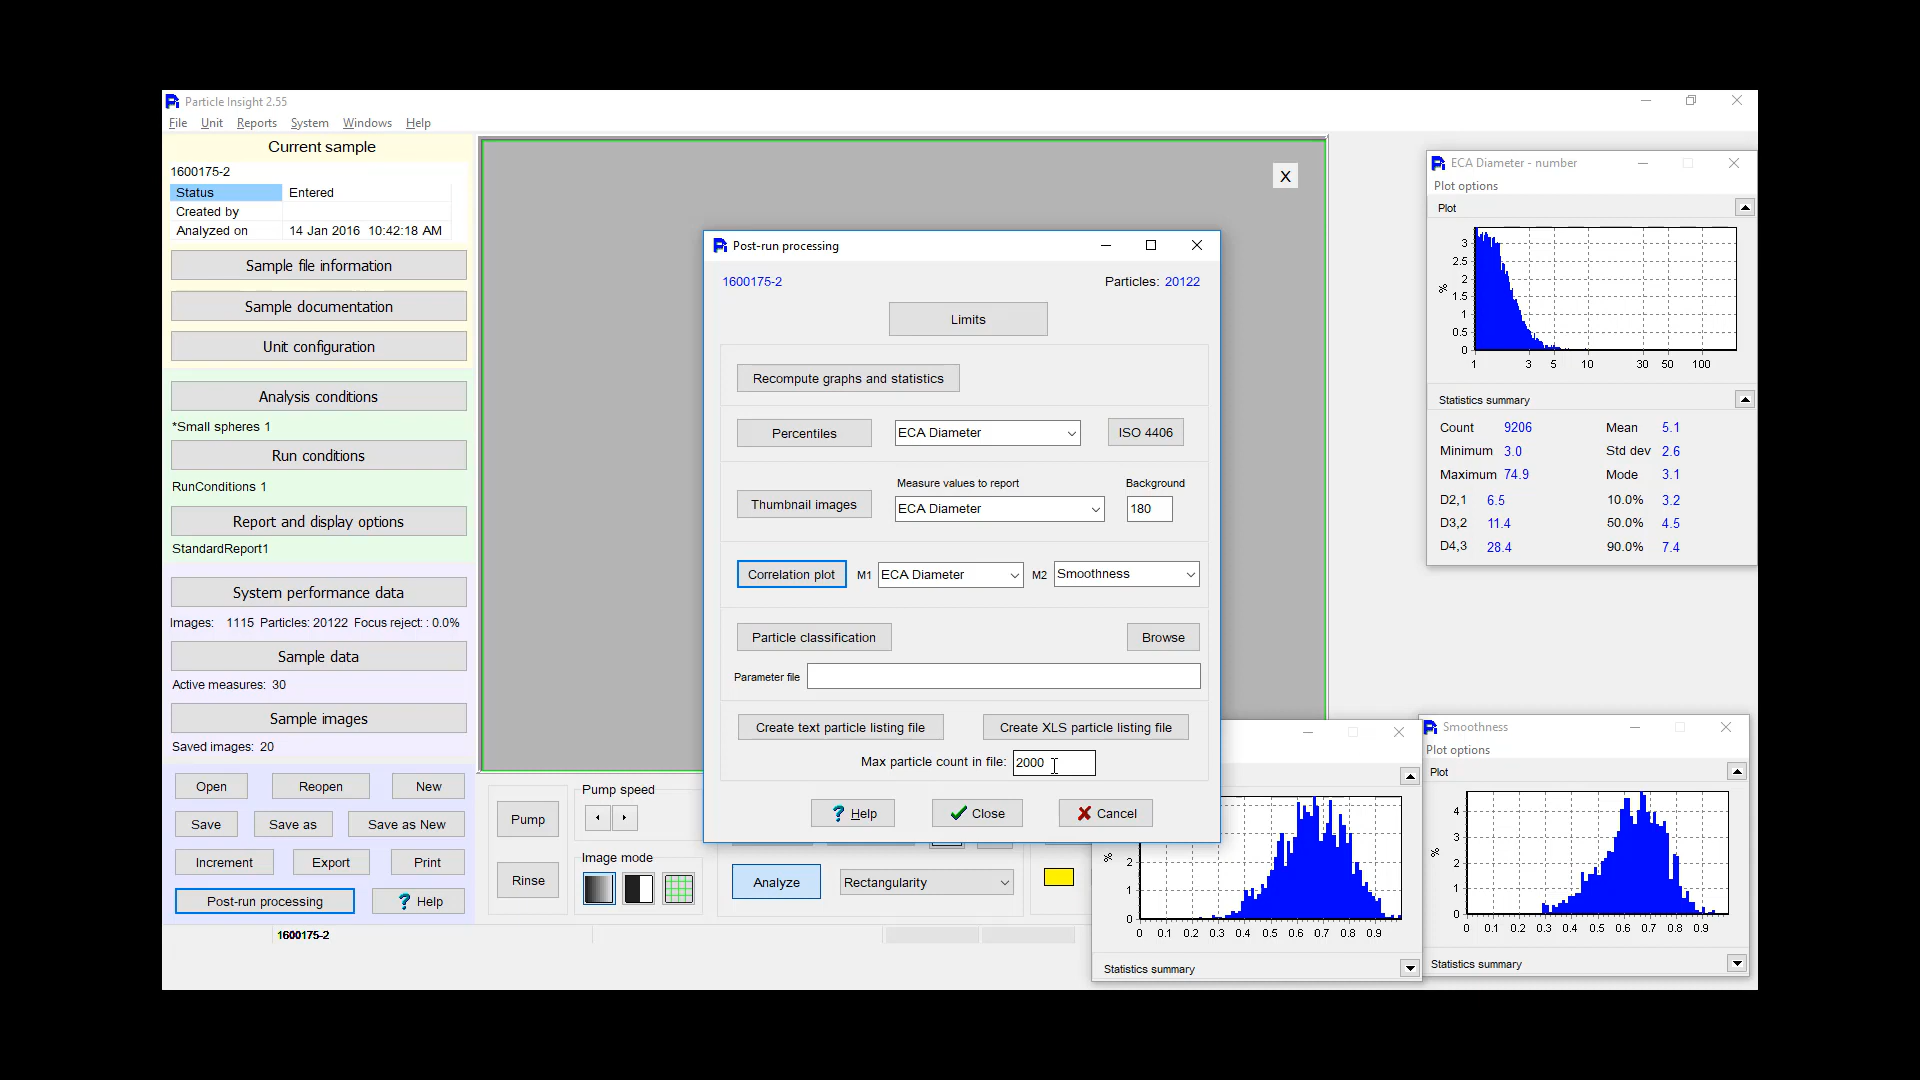 Particle Insight 2.55
File Unit Reports System Windows Help
Current sample
1600175-2
Status Entered
Created by
Analyzed on 14 Jan 2016 10:42:18 AM
Sample file information
Sample documentation
Unit configuration
Analysis conditions
*Small spheres 1
Run conditions
RunConditions 1
Report and display options
StandardReport1
System performance data
Images: 1115 Particles: 20122 Focus reject: : 0.0%
Sample data
Active measures: 30
Sample images
Saved images: 20
Open Reopen New
Save Save as Save as New
Increment Export Print
Post-run processing ? Help
1600175-2
X
Post-run processing
1600175-2 Particles: 20122
Limits
Recompute graphs and statistics
Percentiles ECA Diameter ISO 4406
Measure values to report Background
Thumbnail images ECA Diameter 180
Correlation plot M1 ECA Diameter M2 Smoothness
Particle classification Browse
Parameter file
Create text particle listing file Create XLS particle listing file
Max particle count in file: 2000
? Help Close Cancel
Pump Pump speed
Rinse Image mode
Analyze Rectangularity
ECA Diameter - number
Plot options
Plot
3
2.5
2
% 1.5
1
0.5
0
1 3 5 10 30 50 100
Statistics summary
Count 9206 Mean 5.1
Minimum 3.0 Std dev 2.6
Maximum 74.9 Mode 3.1
D2,1 6.5 10.0% 3.2
D3,2 11.4 50.0% 4.5
D4,3 28.4 90.0% 7.4
% 2
1
0
0 0.1 0.2 0.3 0.4 0.5 0.6 0.7 0.8 0.9
Statistics summary
Smoothness
Plot options
Plot
4
3
% 2
1
0
0 0.1 0.2 0.3 0.4 0.5 0.6 0.7 0.8 0.9
Statistics summary